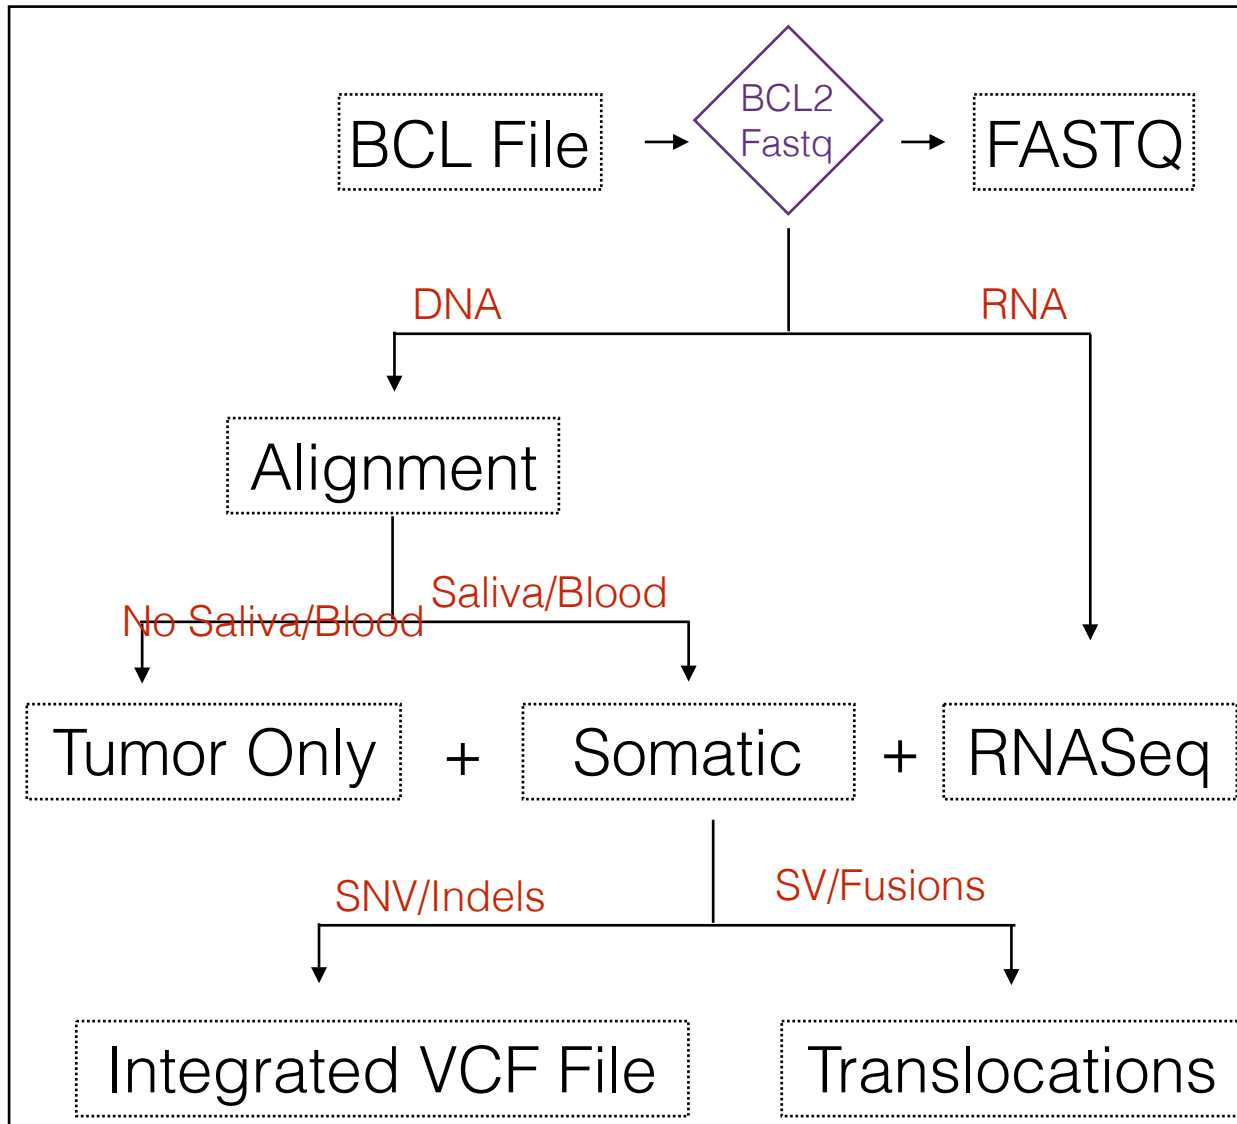 BCL File
BCL2
Fastq
FASTQ
DNA
RNA
Alignment
No Saliva/Blood
Saliva/Blood
Tumor Only
+
Somatic
+
RNASeq
SNV/Indels
SV/Fusions
Integrated VCF File
Translocations